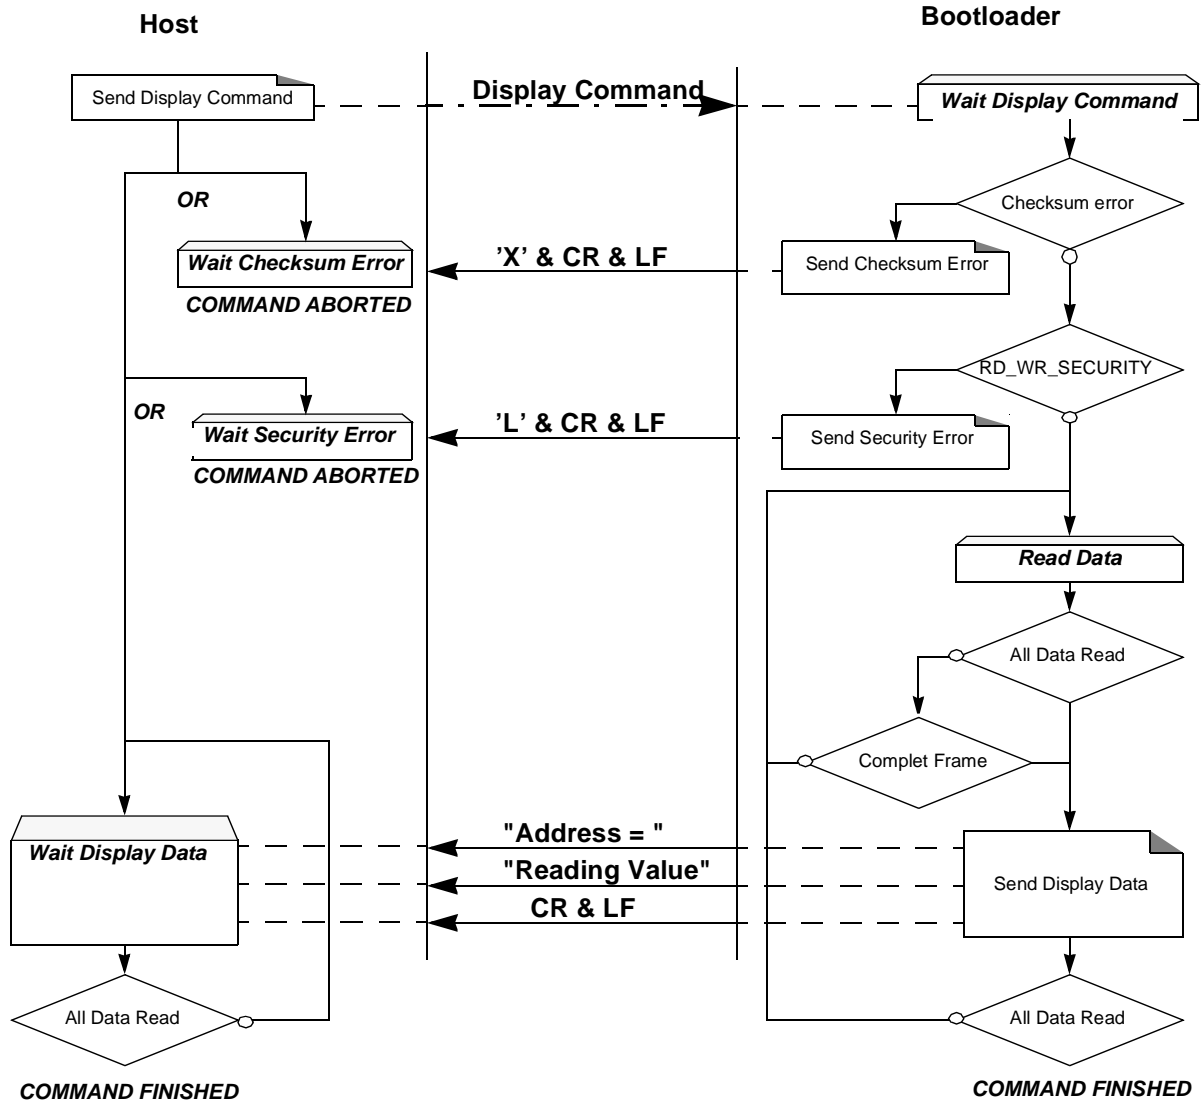 Host
Bootloader
Send Display Command
Display Command
Wait Display Command
OR
Checksum error
Wait Checksum Error
’X’ & CR & LF
Send Checksum Error
COMMAND ABORTED
RD_WR_SECURITY
OR
Wait Security Error
’L’ & CR & LF
Send Security Error
COMMAND ABORTED
Read Data
All Data Read
Complet Frame
Wait Display Data
"Address = "
"Reading Value"
CR & LF
Send Display Data
All Data Read
All Data Read
COMMAND FINISHED
COMMAND FINISHED